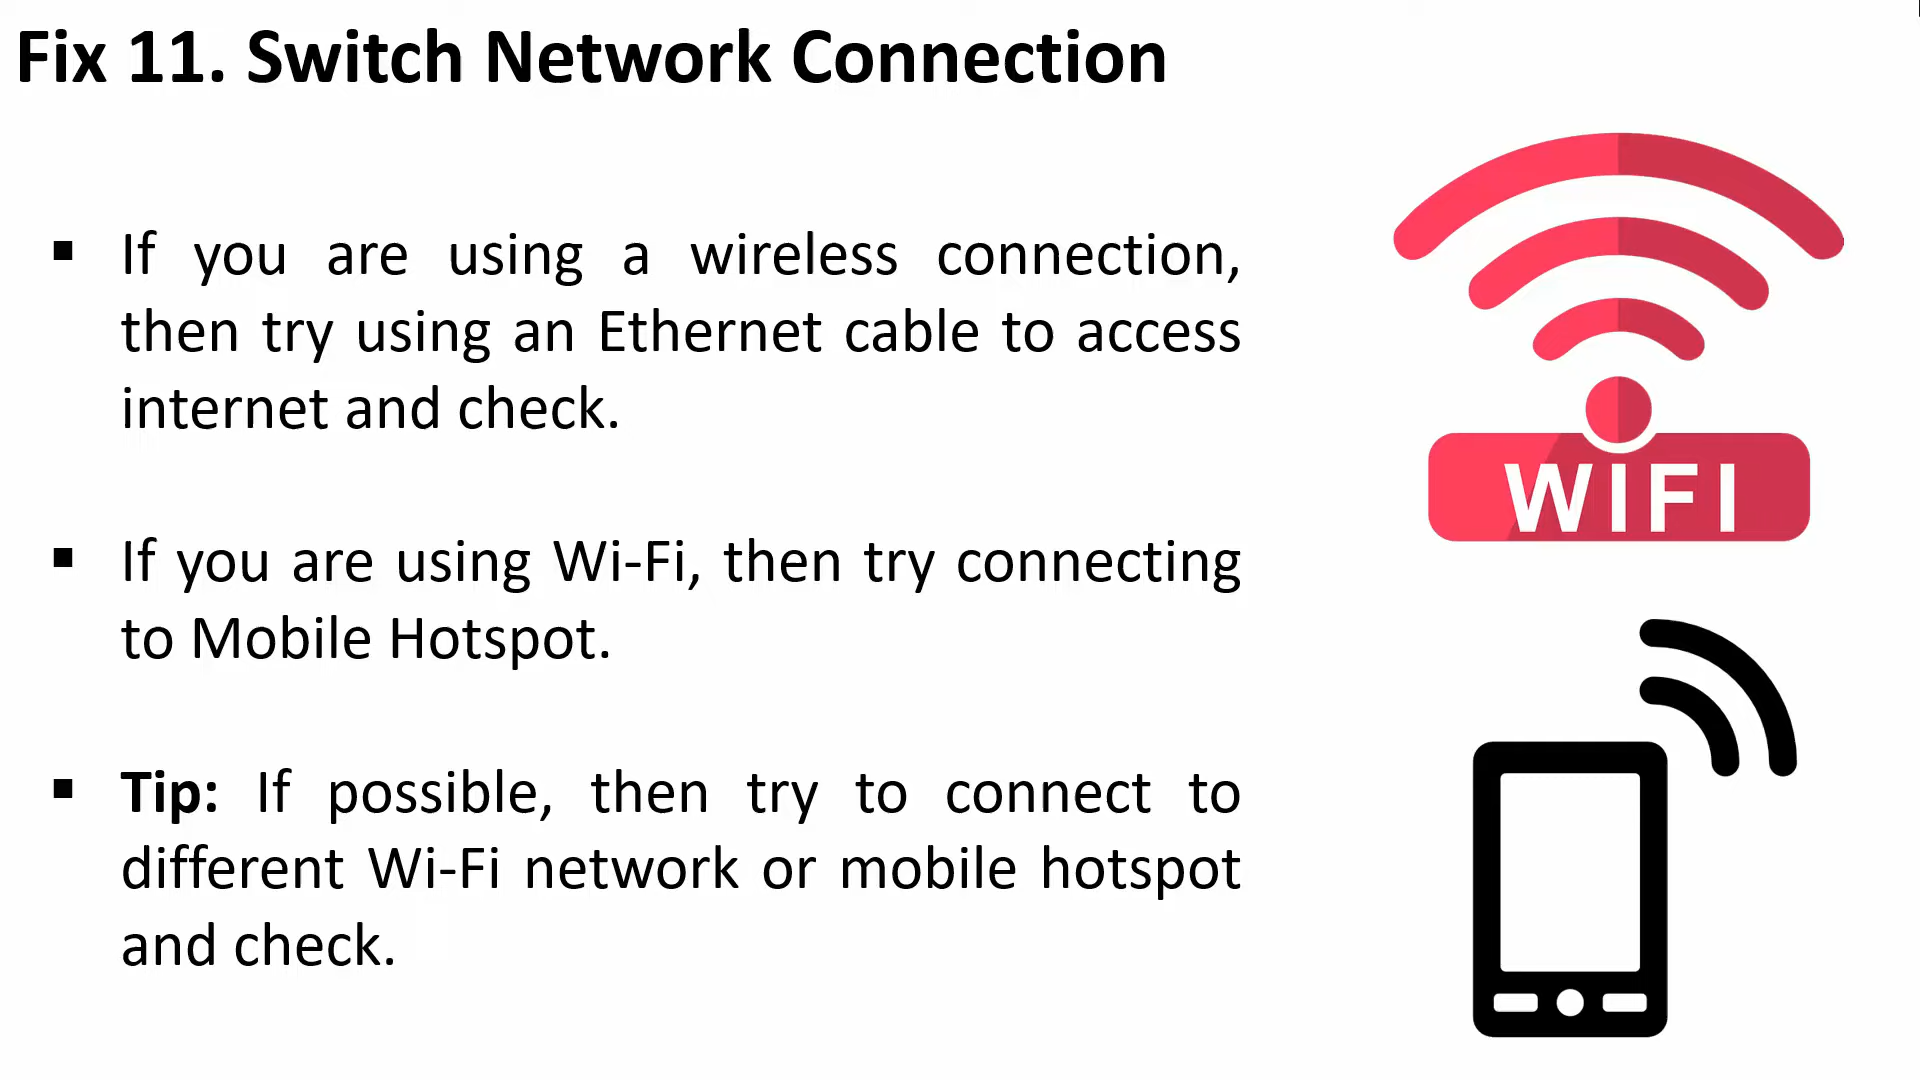 Fix 11. Switch Network Connection
▪ If you are using a wireless connection,
then try using an Ethernet cable to access
internet and check.
▪ If you are using Wi-Fi, then try connecting
to Mobile Hotspot.
▪ Tip: If possible, then try to connect to
different Wi-Fi network or mobile hotspot
and check.
WIFI